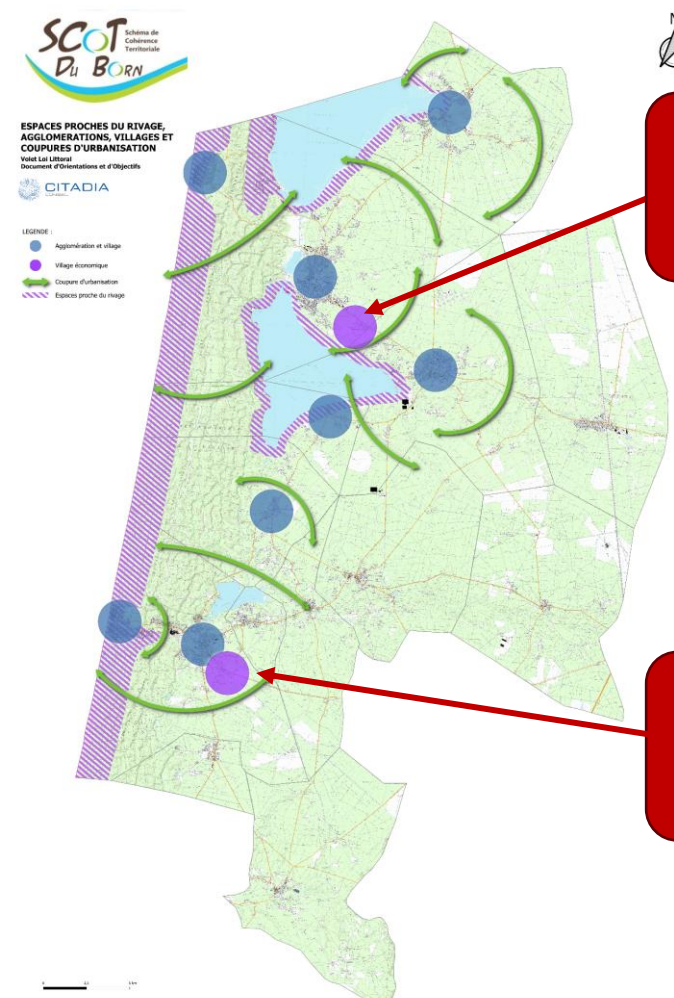 SCOT
DU BORN
Schéma de
Cohérence
Territoriale
N
ESPACES PROCHES DU RIVAGE,
AGGLOMERATIONS, VILLAGES ET
COUPURES D'URBANISATION
Volet Loi Littoral
Document d'Orientations et d'Objectifs
CITADIA
CONSEIL
LEGENDE :
Agglomération et village
Village économique
Coupure d'urbanisation
Espaces proche du rivage